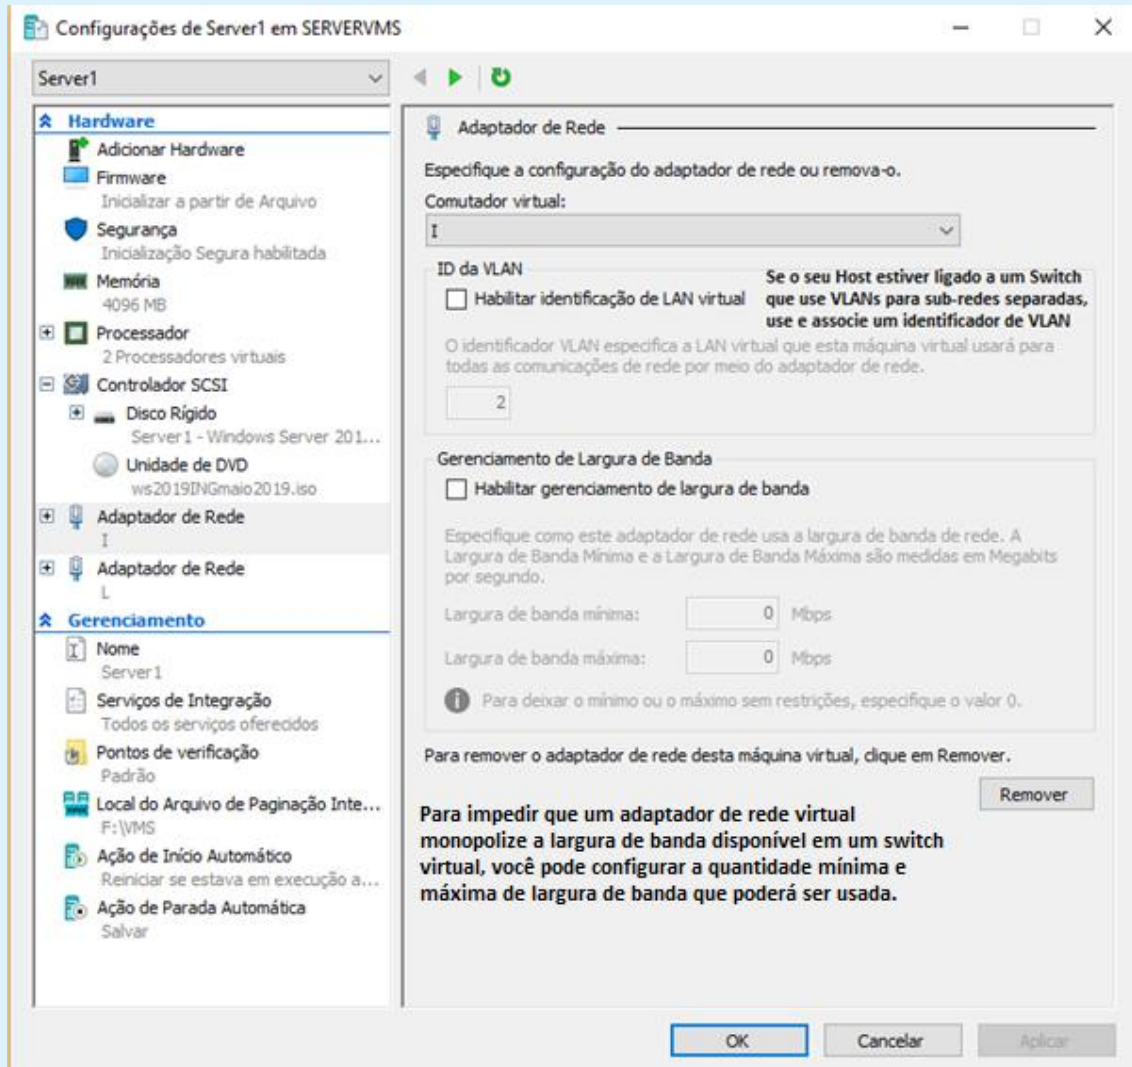 Configurações de Server1 em SERVERVMS
Server1
Hardware
Adicionar Hardware
Firmware
Inicializar a partir de Arquivo
Segurança
Inicialização Segura habilitada
Memória
4096 MB
Processador
2 Processadores virtuais
Controlador SCSI
Disco Rígido
Server1 - Windows Server 201...
Unidade de DVD
ws2019INGmaio2019.iso
Adaptador de Rede
I
Adaptador de Rede
L
Gerenciamento
Nome
Server1
Serviços de Integração
Todos os serviços oferecidos
Pontos de verificação
Padrão
Local do Arquivo de Paginação Inte...
F:\VMS
Ação de Início Automático
Reiniciar se estava em execução a...
Ação de Parada Automática
Salvar
Adaptador de Rede
Especifique a configuração do adaptador de rede ou remova-o.
Comutador virtual:
I
ID da VLAN
Habilitar identificação de LAN virtual
Se o seu Host estiver ligado a um Switch
que use VLANs para sub-redes separadas,
use e associe um identificador de VLAN
O identificador VLAN especifica a LAN virtual que esta máquina virtual usará para
todas as comunicações de rede por meio do adaptador de rede.
2
Gerenciamento de Largura de Banda
Habilitar gerenciamento de largura de banda
Especifique como este adaptador de rede usa a largura de banda de rede. A
Largura de Banda Mínima e a Largura de Banda Máxima são medidas em Megabits
por segundo.
Largura de banda mínima: 0 Mbps
Largura de banda máxima: 0 Mbps
Para deixar o mínimo ou o máximo sem restrições, especifique o valor 0.
Para remover o adaptador de rede desta máquina virtual, clique em Remover.
Remover
Para impedir que um adaptador de rede virtual
monopolize a largura de banda disponível em um switch
virtual, você pode configurar a quantidade mínima e
máxima de largura de banda que poderá ser usada.
OK Cancelar Aplicar